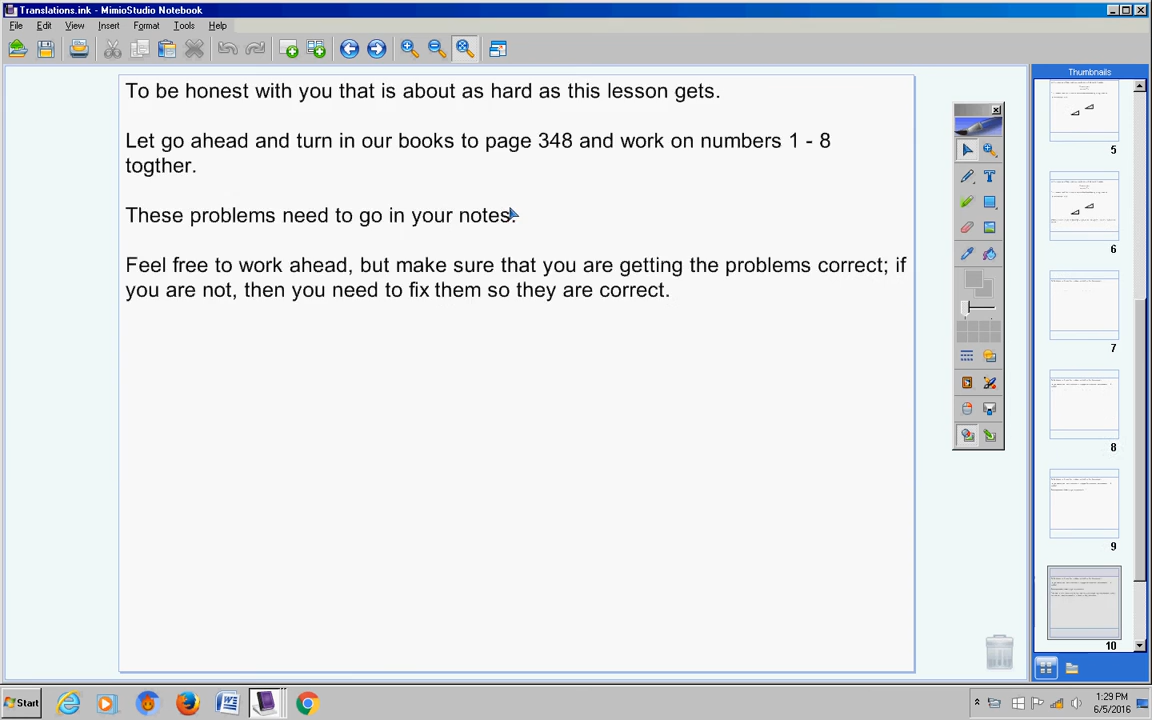 Translations.ink - MimioStudio Notebook
File Edit View Insert Format Tools Help
To be honest with you that is about as hard as this lesson gets.
Let go ahead and turn in our books to page 348 and work on numbers 1 - 8
togther.
These problems need to go in your notes.
Feel free to work ahead, but make sure that you are getting the problems correct; if
you are not, then you need to fix them so they are correct.
Thumbnails
5
6
7
8
9
10
Start
1:29 PM
6/5/2016